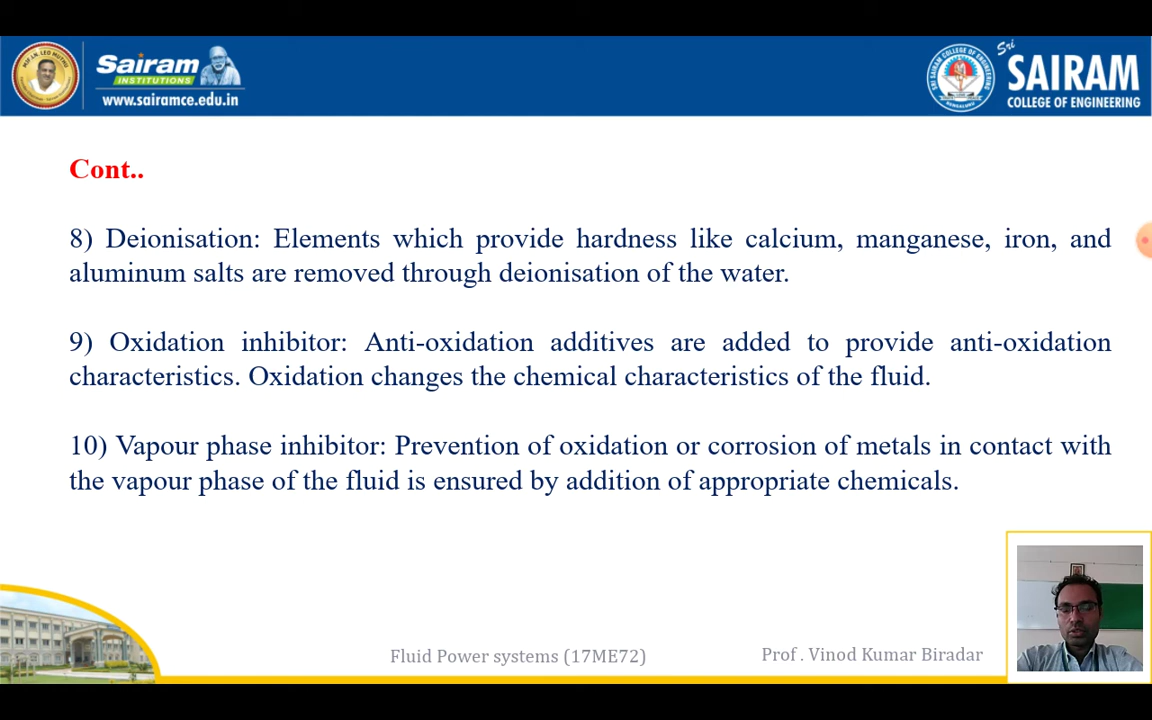 Sairam
INSTITUTIONS
www.sairamce.edu.in
Sri
SAIRAM
COLLEGE OF ENGINEERING
Cont..
8) Deionisation: Elements which provide hardness like calcium, manganese, iron, and
aluminum salts are removed through deionisation of the water.
9) Oxidation inhibitor: Anti-oxidation additives are added to provide anti-oxidation
characteristics. Oxidation changes the chemical characteristics of the fluid.
10) Vapour phase inhibitor: Prevention of oxidation or corrosion of metals in contact with
the vapour phase of the fluid is ensured by addition of appropriate chemicals.
Fluid Power systems (17ME72)
Prof . Vinod Kumar Biradar